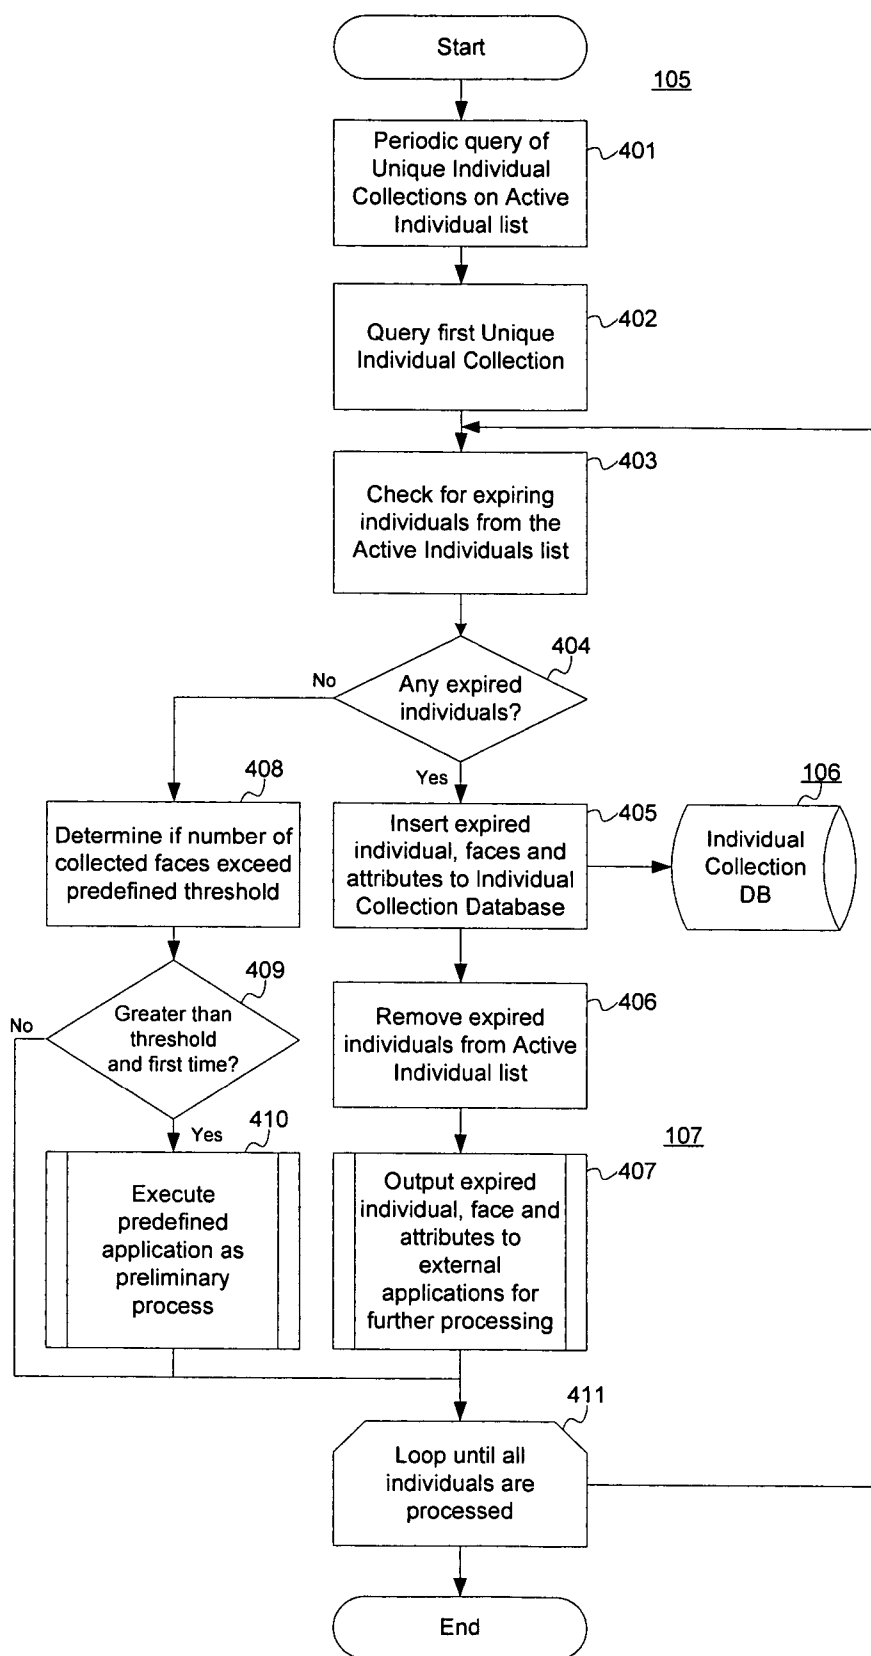 Start
105
Periodic query of
Unique Individual
Collections on Active
Individual list
401
Query first Unique
Individual Collection
402
403
Check for expiring
individuals from the
Active Individuals list
404
Any expired
individuals?
No
Yes
408
Determine if number of
collected faces exceed
predefined threshold
405
Insert expired
individual, faces and
attributes to Individual
Collection Database
106
Individual
Collection
DB
409
Greater than
threshold
and first time?
No
Yes
406
Remove expired
individuals from Active
Individual list
410
Execute
predefined
application as
preliminary
process
107
407
Output expired
individual, face and
attributes to
external
applications for
further processing
411
Loop until all
individuals are
processed
End